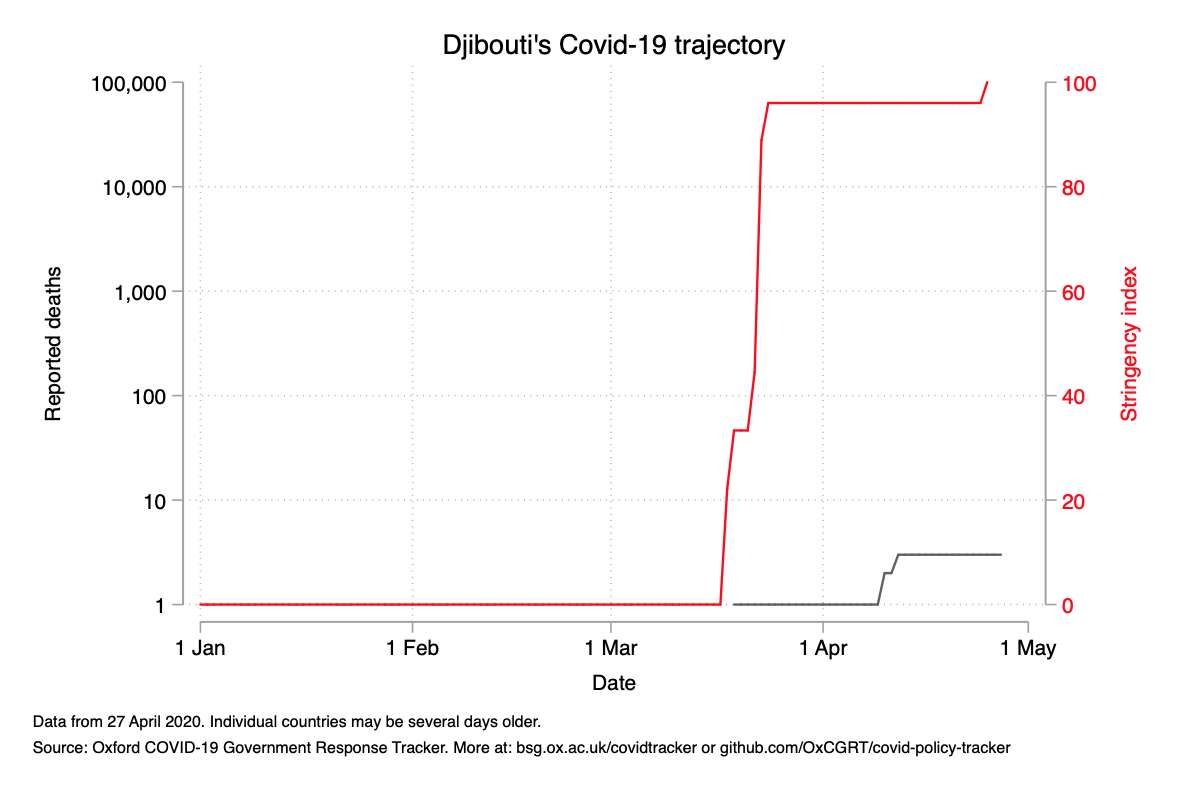 Djibouti's Covid-19 trajectory
100,000
10,000
1,000
100
10
1
Reported deaths
100
80
60
40
20
0
Stringency index
1 Jan
1 Feb
1 Mar
1 Apr
1 May
Date
Data from 27 April 2020. Individual countries may be several days older.
Source: Oxford COVID-19 Government Response Tracker. More at: bsg.ox.ac.uk/covidtracker or github.com/OxCGRT/covid-policy-tracker